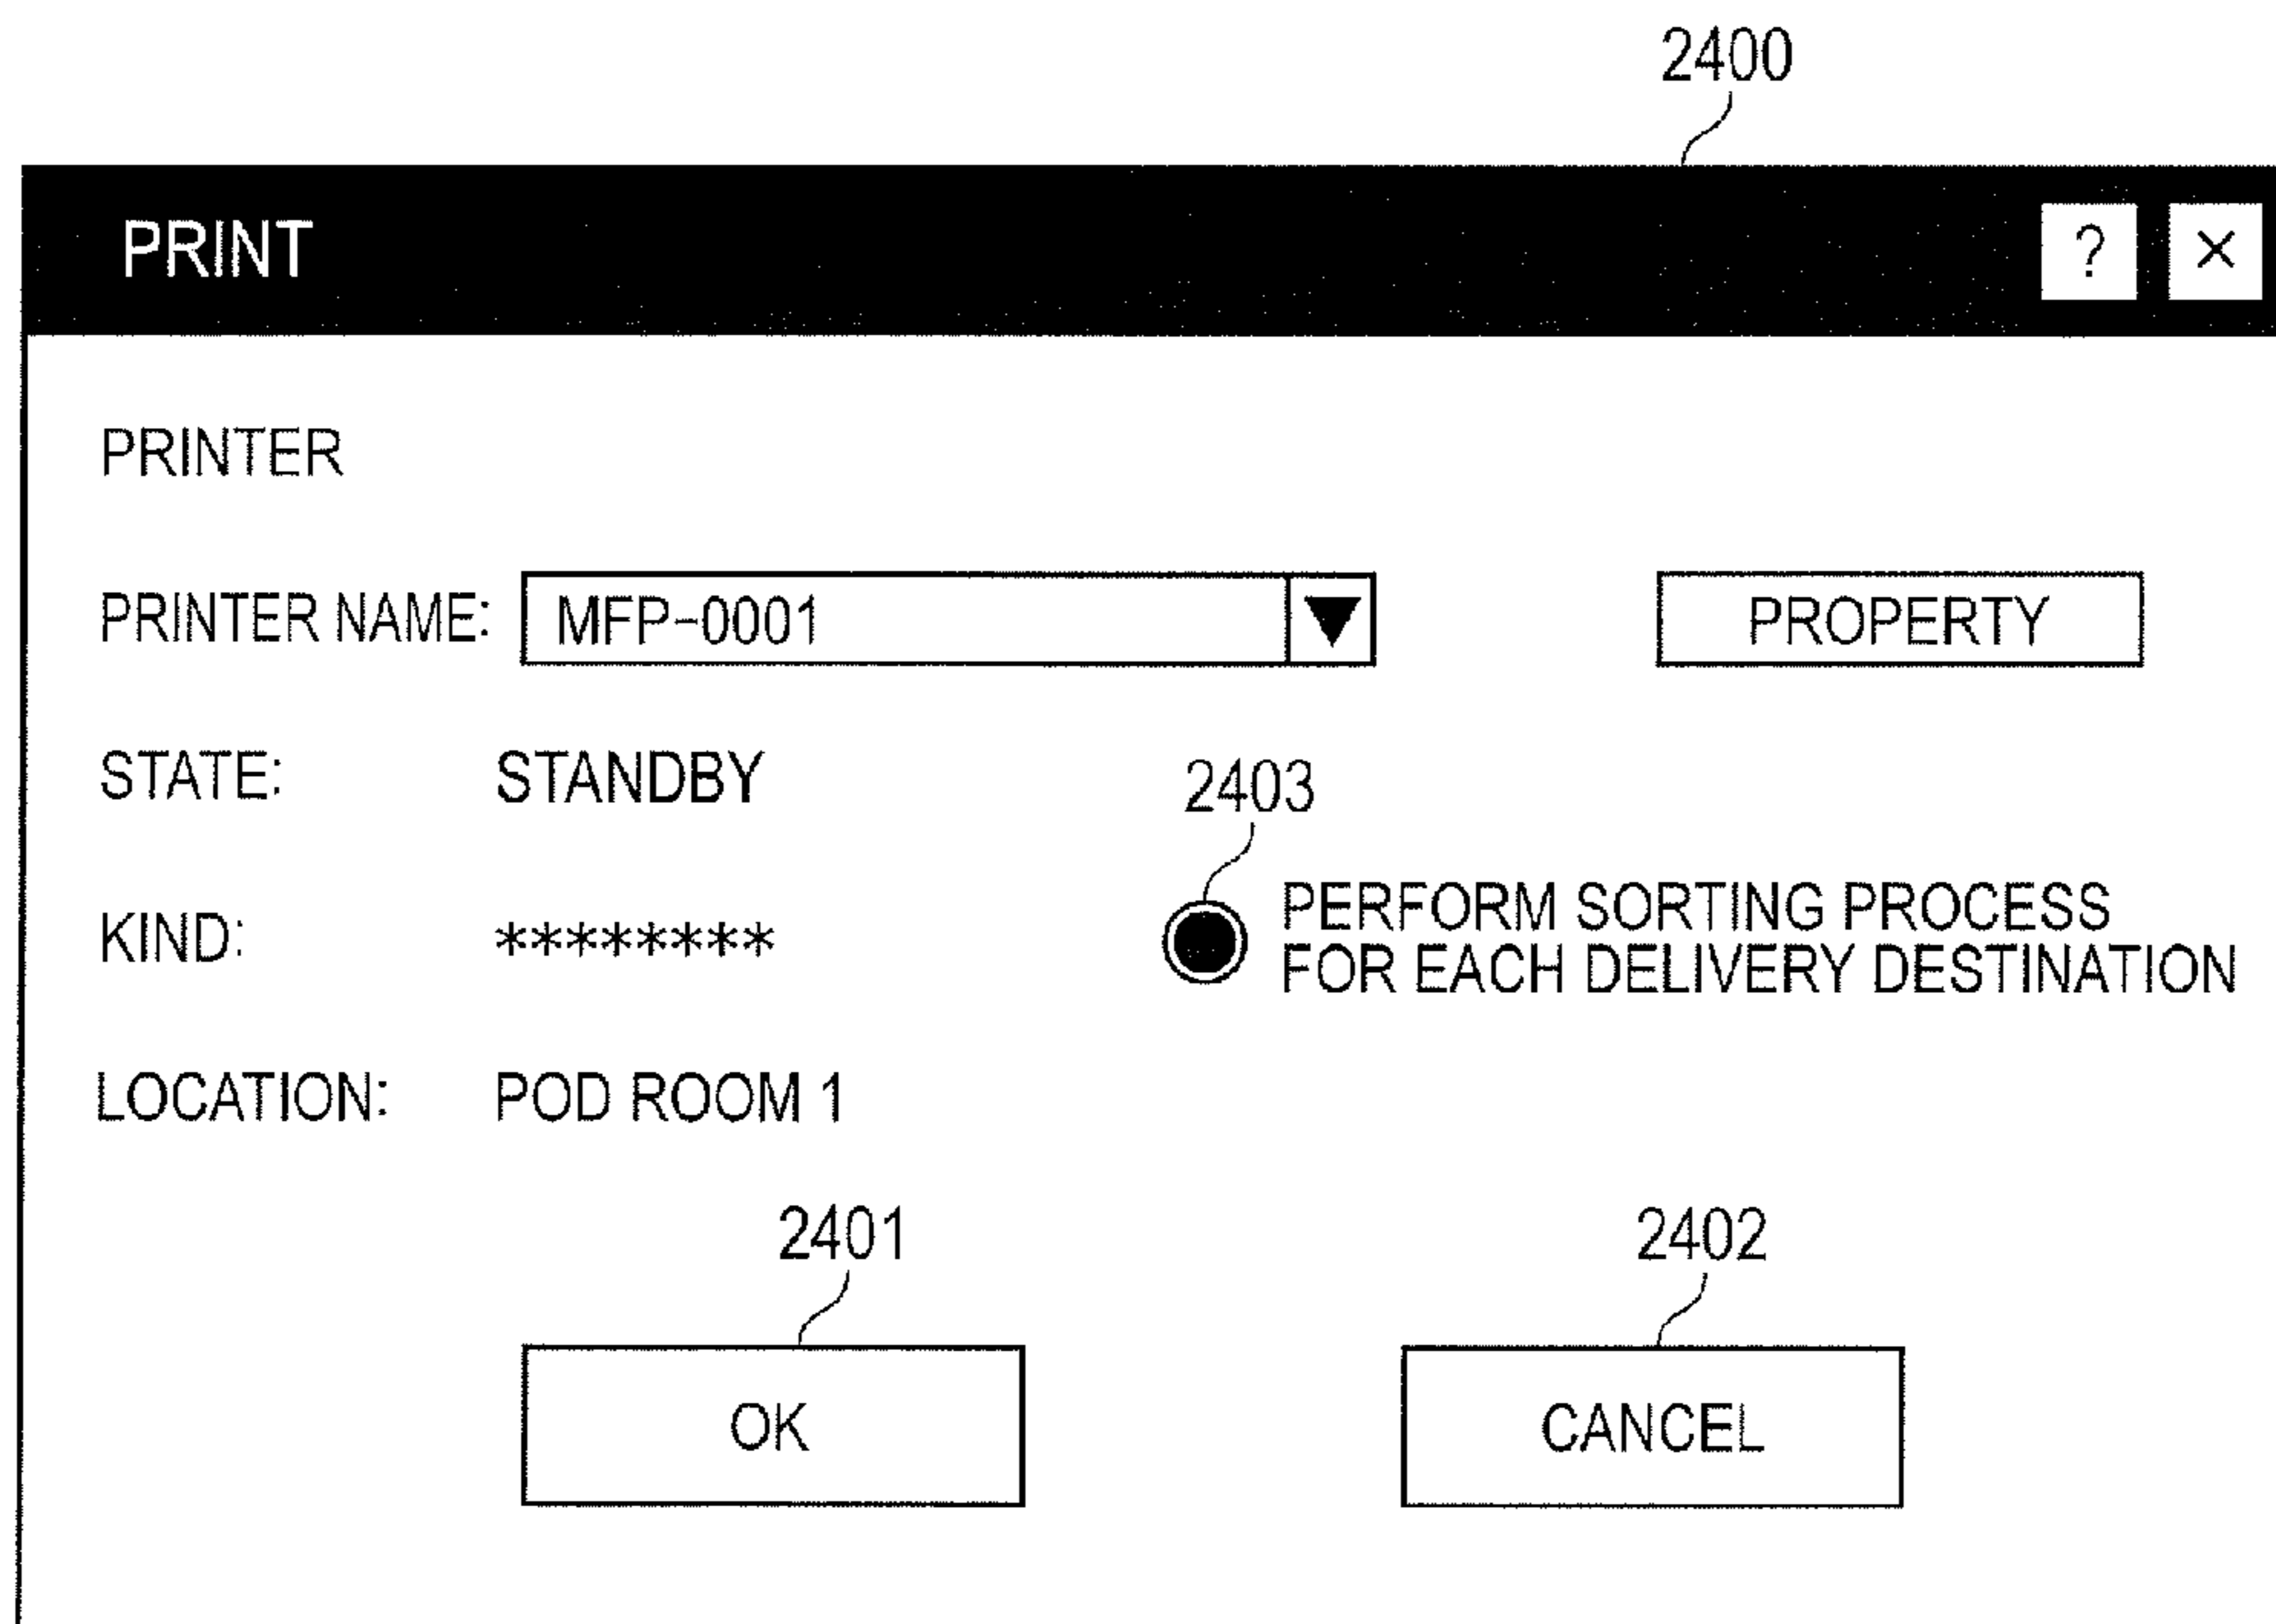 2400
PRINT ? ×
PRINTER
PRINTER NAME: MFP-0001 ▼ PROPERTY
STATE: STANDBY
2403
KIND: ******** PERFORM SORTING PROCESS
FOR EACH DELIVERY DESTINATION
LOCATION: POD ROOM 1
2401 2402
OK CANCEL